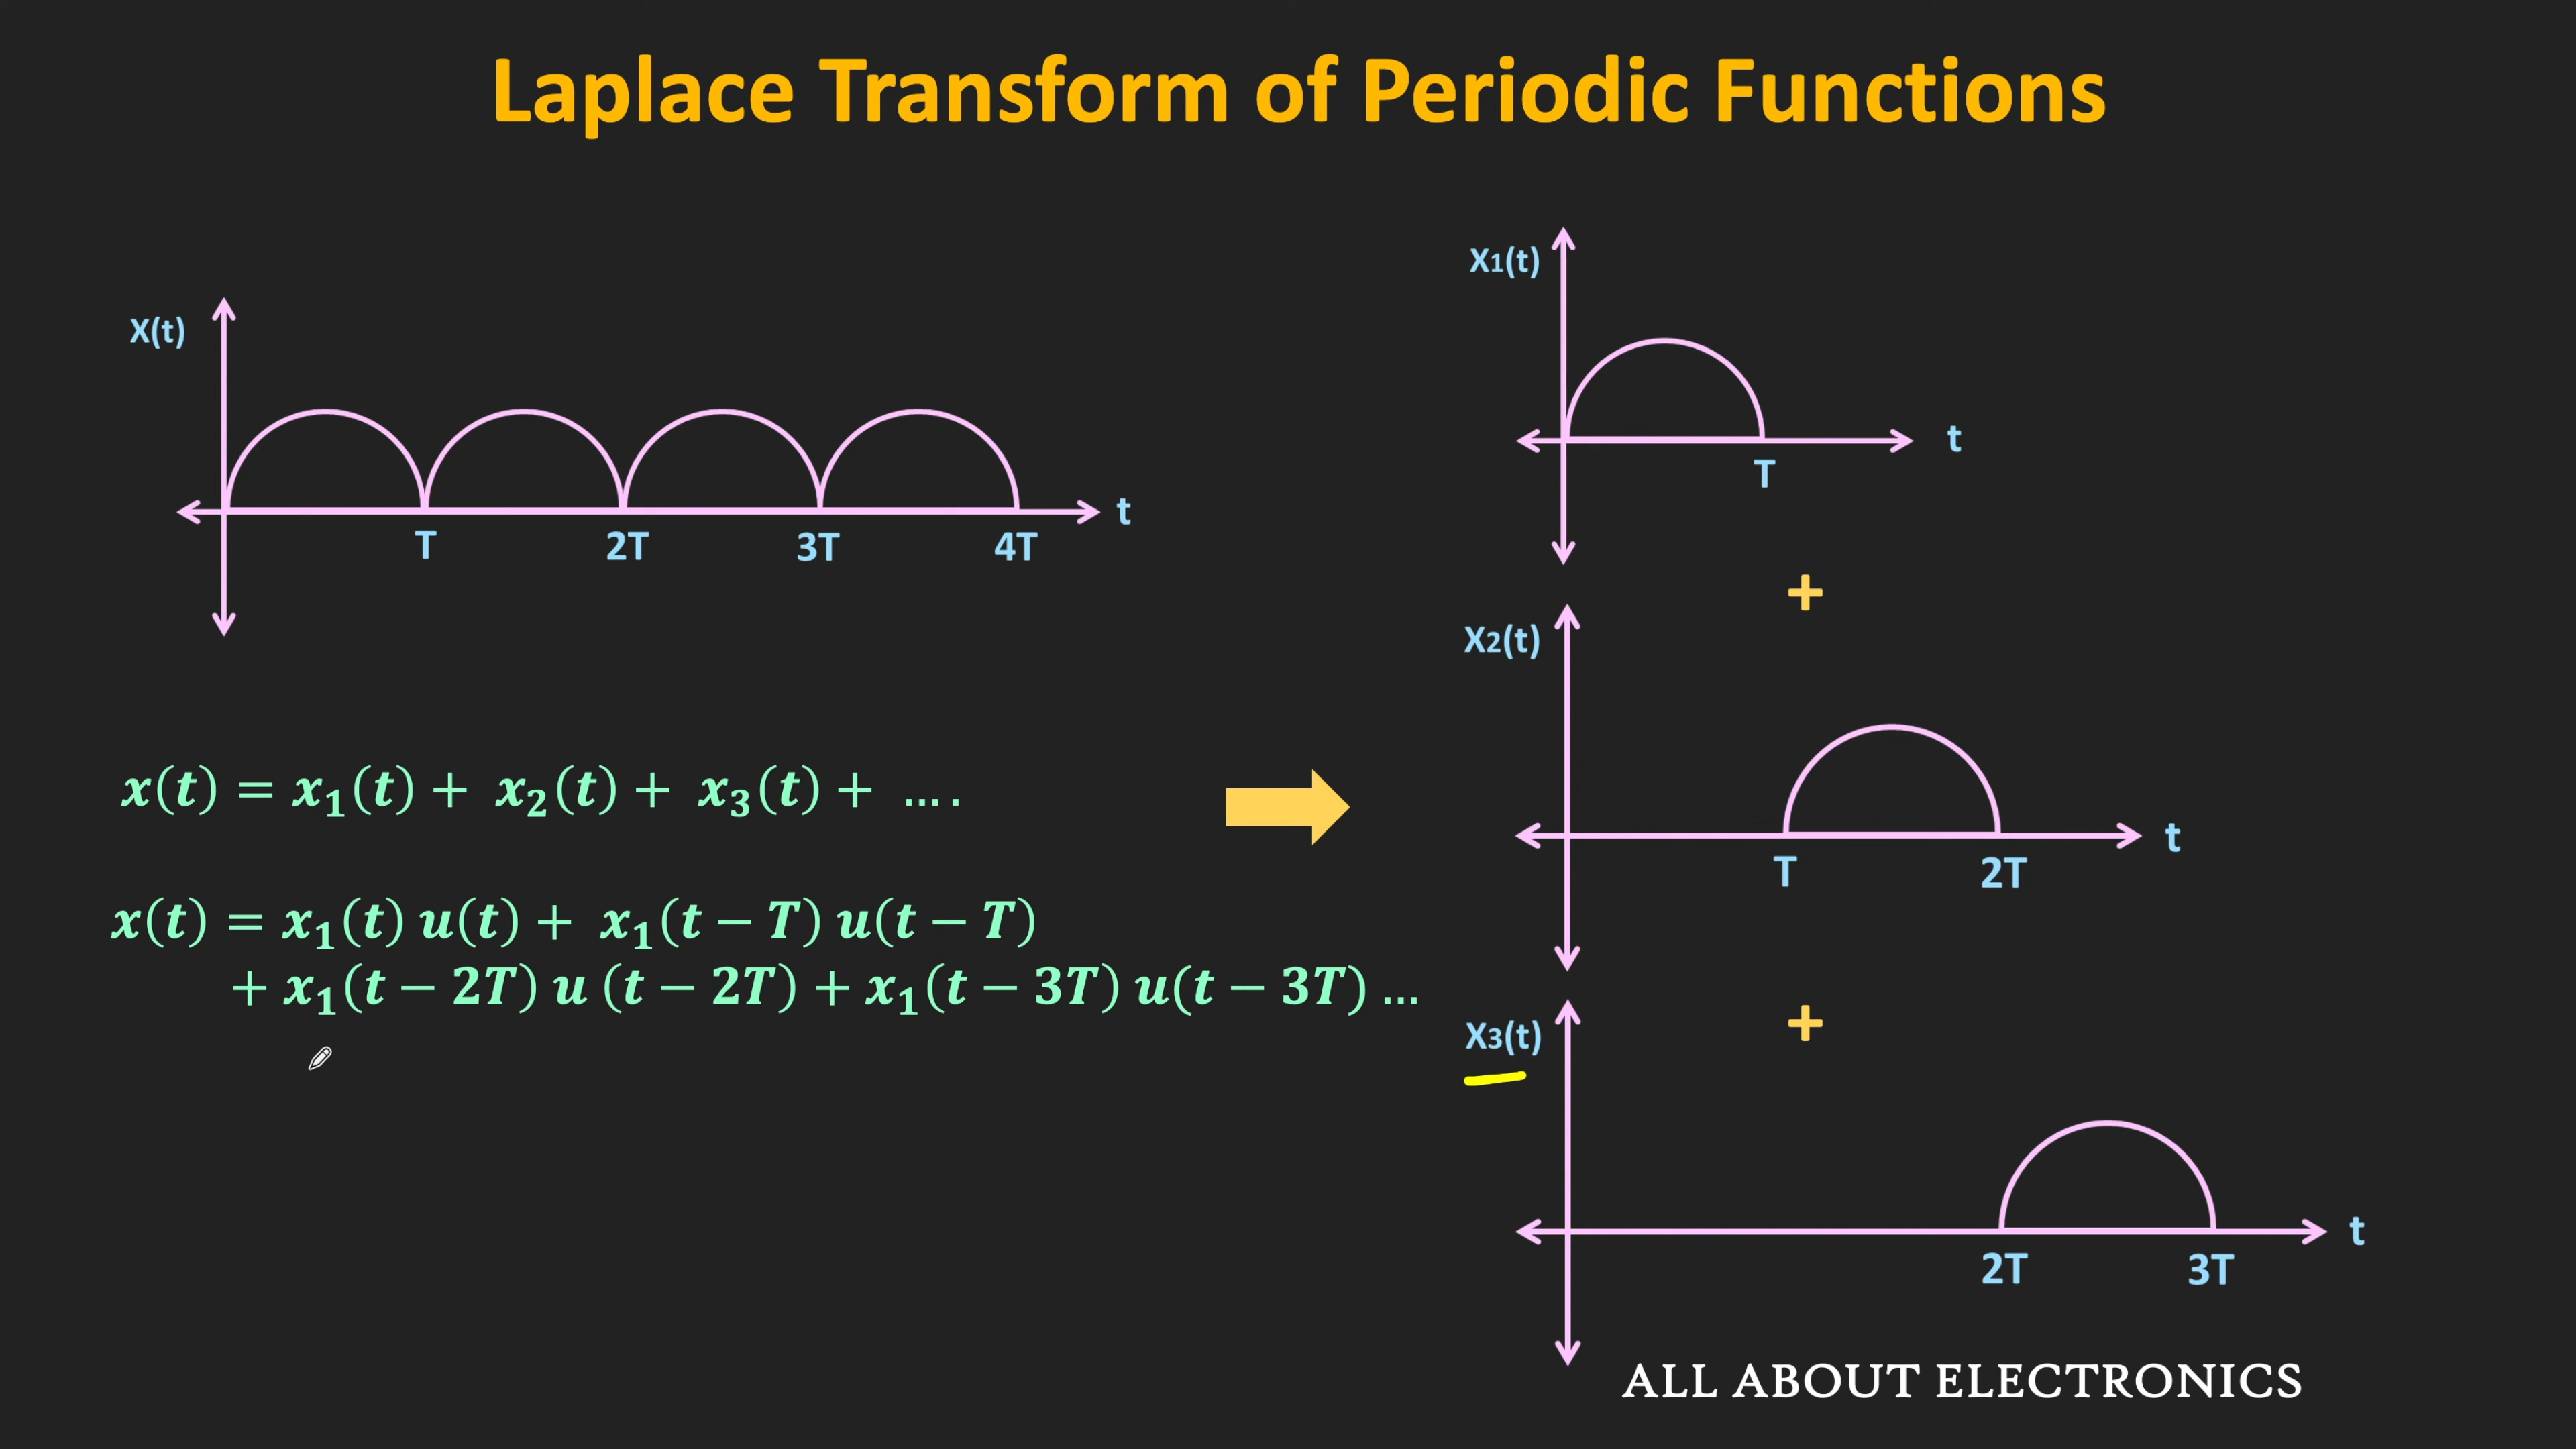 Laplace Transform of Periodic Functions
X(t)
t
T 2T 3T 4T
x(t) = x₁(t) + x₂(t) + x₃(t) + ....
x(t) = x₁(t) u(t) + x₁(t − T) u(t − T)
+ x₁(t − 2T) u (t − 2T) + x₁(t − 3T) u(t − 3T) ...
X1(t)
t
T
+
X2(t)
t
T 2T
+
X3(t)
t
2T 3T
ALL ABOUT ELECTRONICS